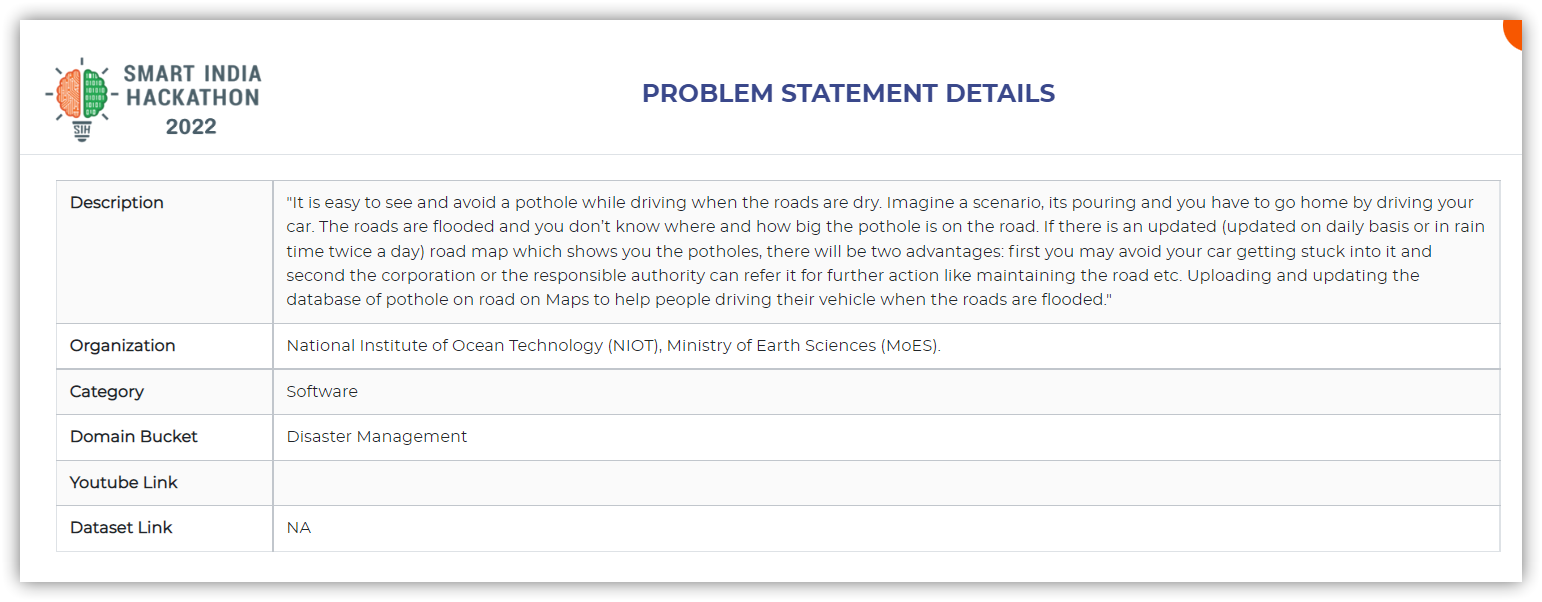 SMART INDIA
HACKATHON
2022
SIH
PROBLEM STATEMENT DETAILS
Description
"It is easy to see and avoid a pothole while driving when the roads are dry. Imagine a scenario, its pouring and you have to go home by driving your
car. The roads are flooded and you don't know where and how big the pothole is on the road. If there is an updated (updated on daily basis or in rain
time twice a day) road map which shows you the potholes, there will be two advantages: first you may avoid your car getting stuck into it and
second the corporation or the responsible authority can refer it for further action like maintaining the road etc. Uploading and updating the
database of pothole on road on Maps to help people driving their vehicle when the roads are flooded."
Organization
National Institute of Ocean Technology (NIOT), Ministry of Earth Sciences (MoES).
Category
Software
Domain Bucket
Disaster Management
Youtube Link
Dataset Link
NA